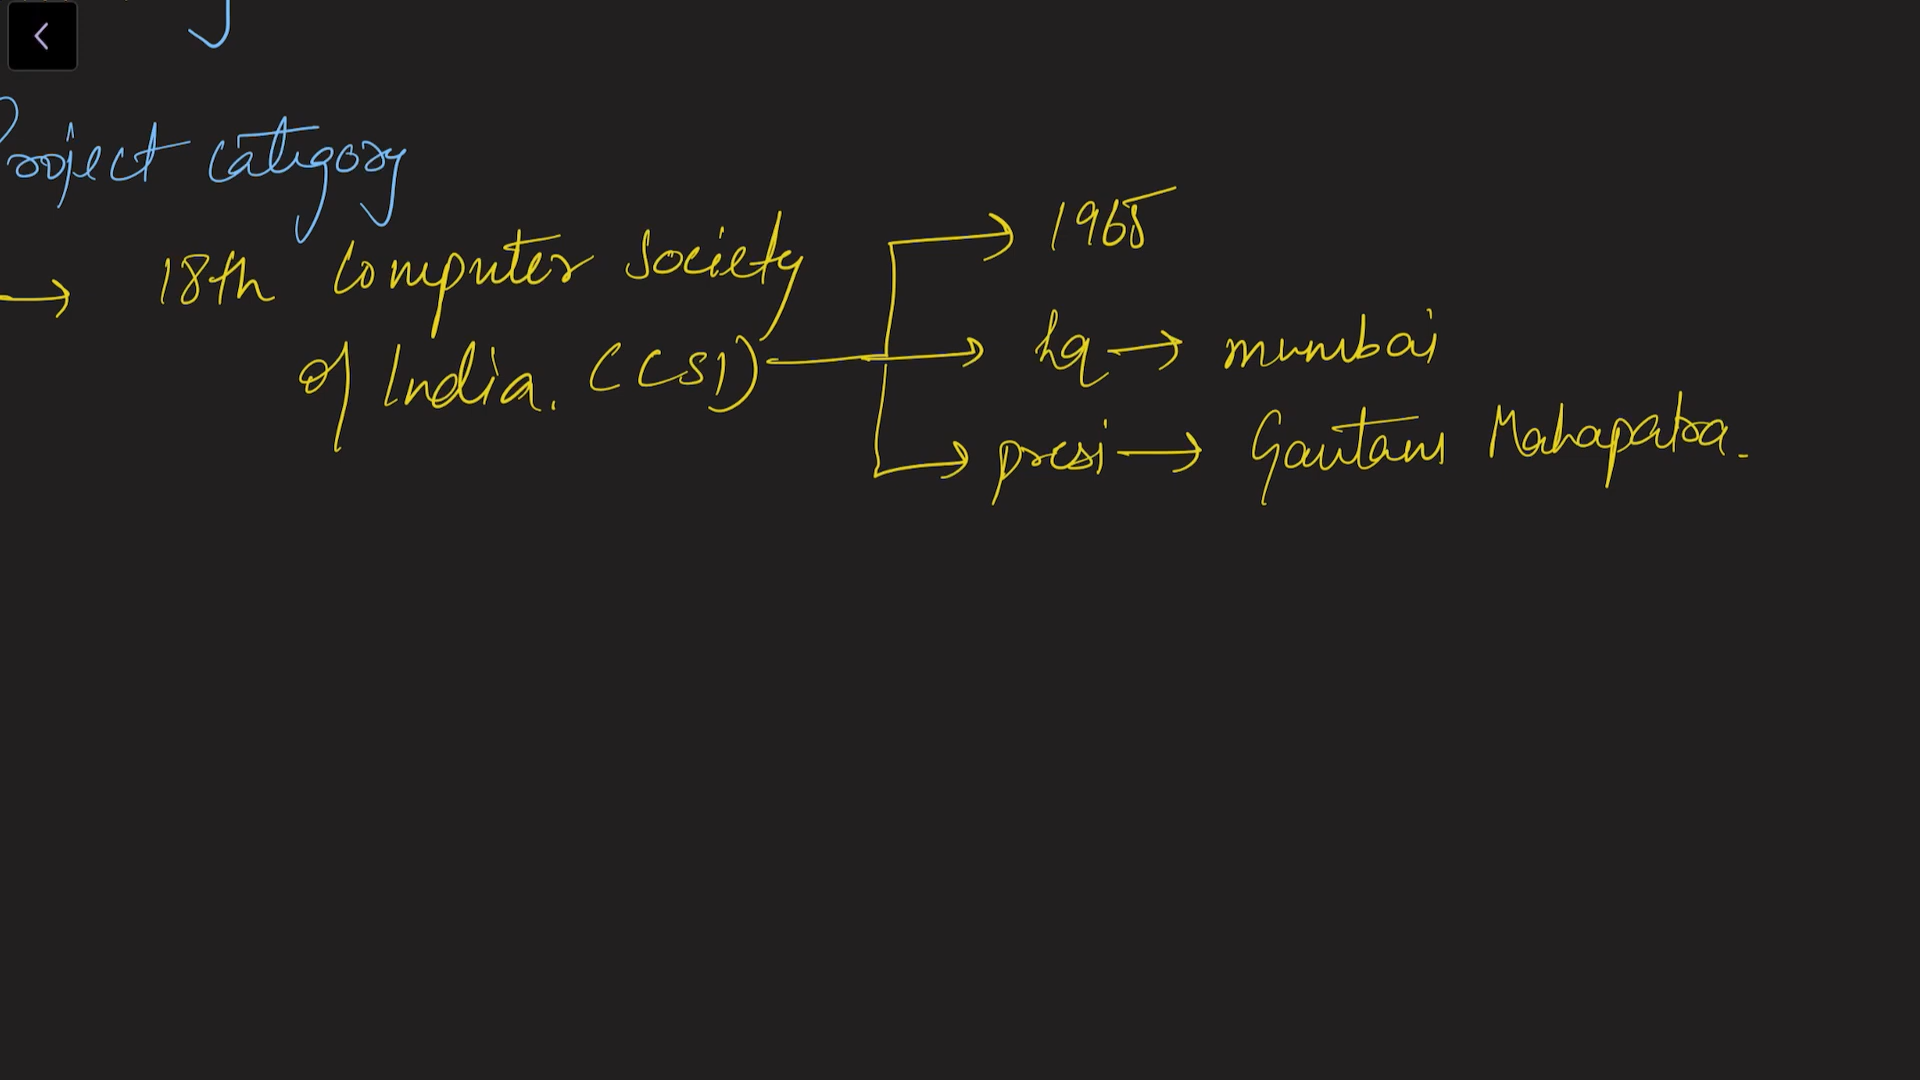 Project category
→ 18th Computer Society → 1965
of India. (CSI) → hq → mumbai
→ presi → Gautam Mahapatra.